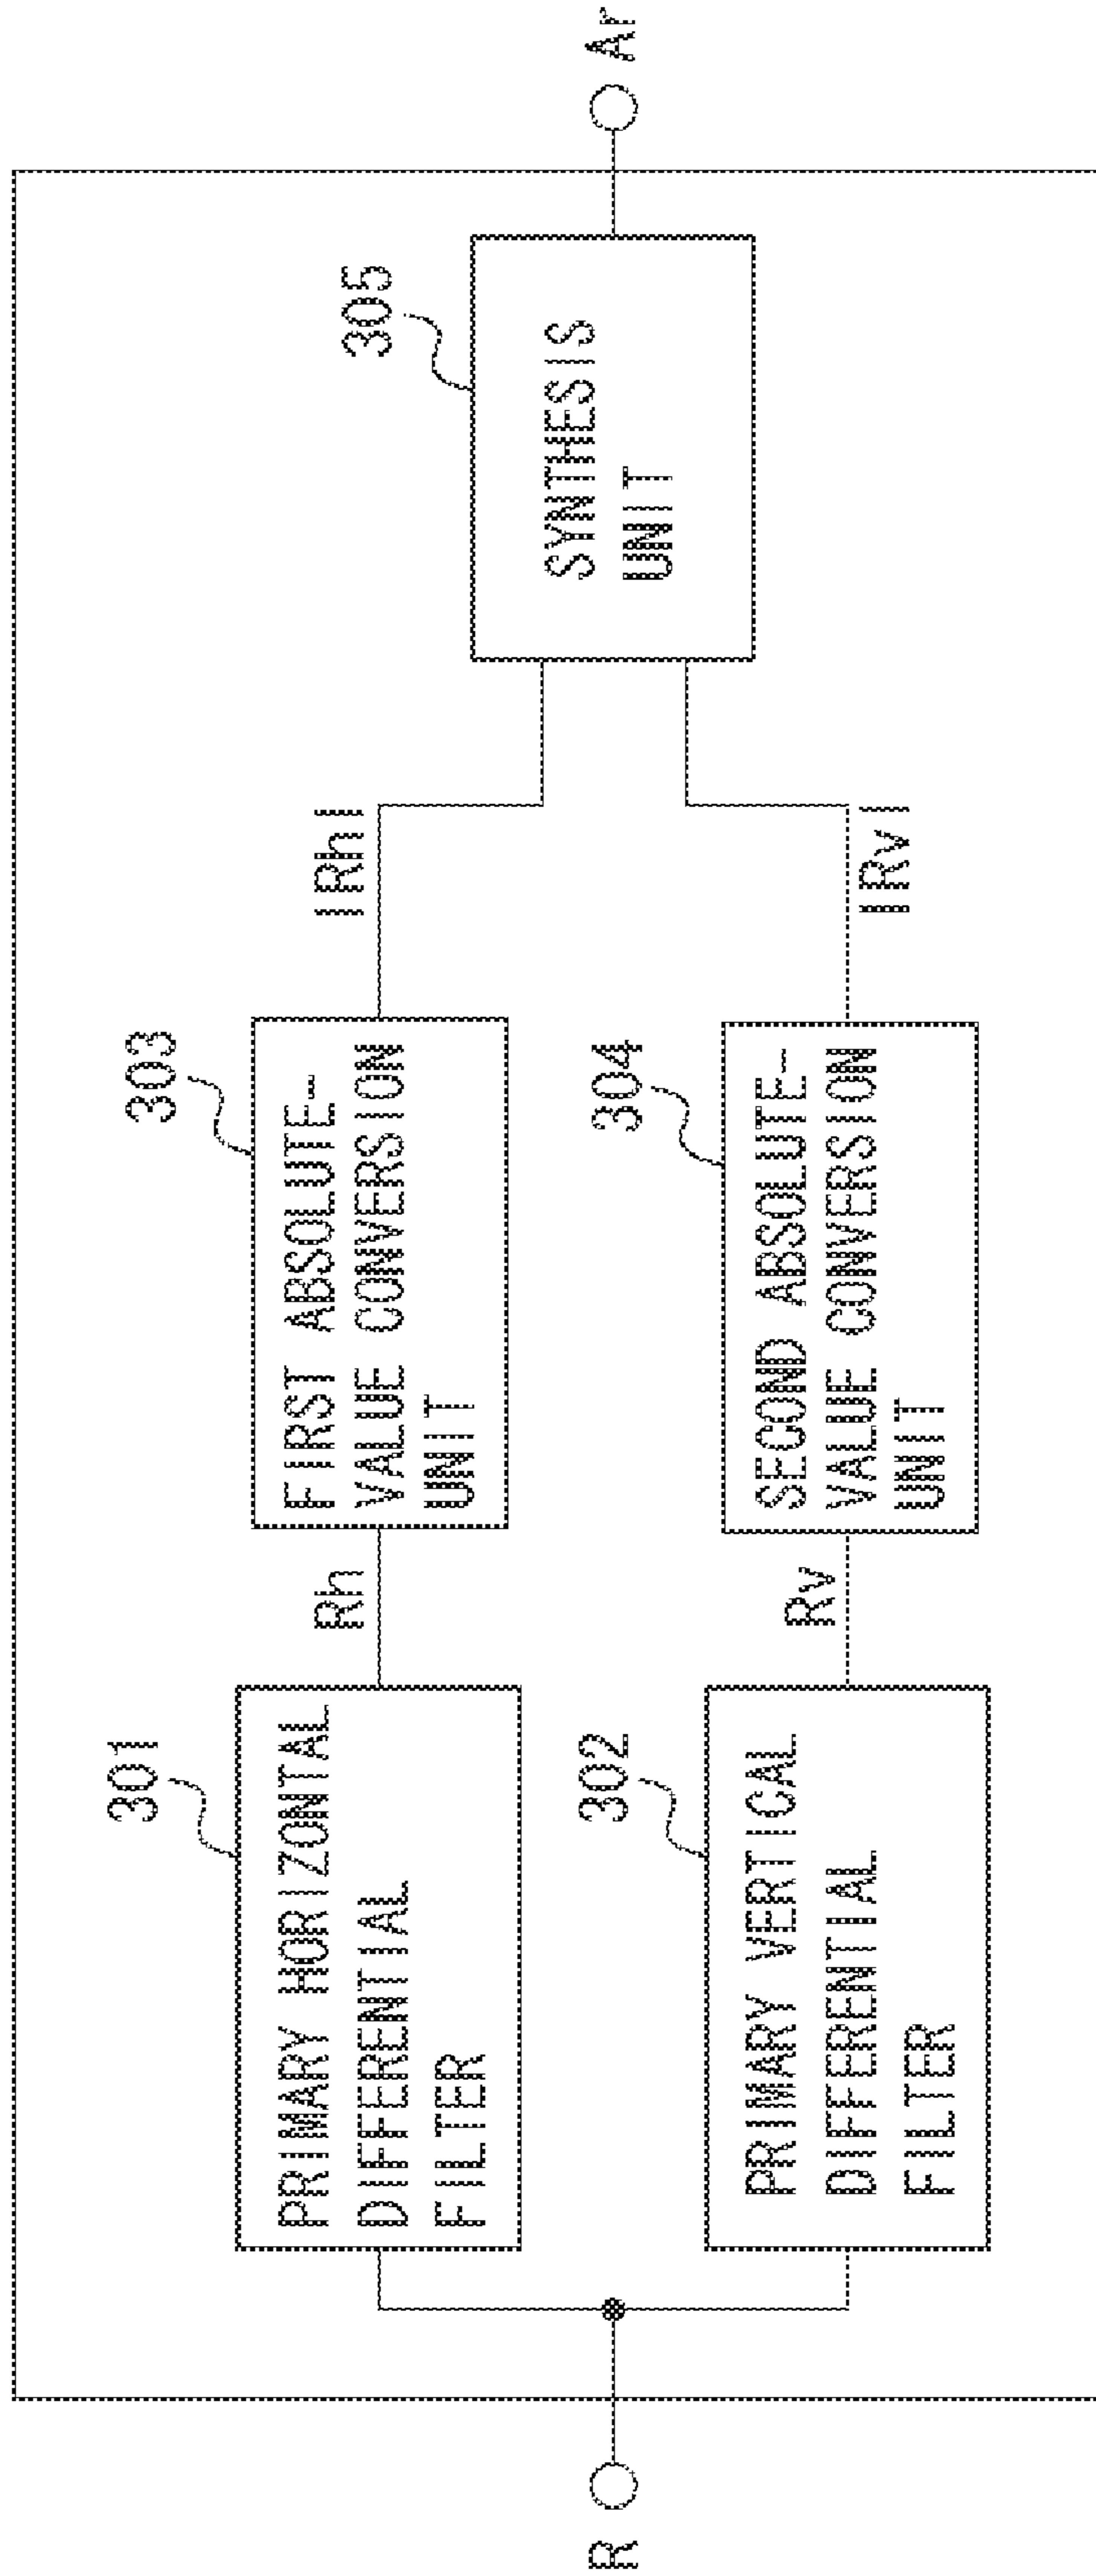 R
301
PRIMARY HORIZONTAL
DIFFERENTIAL
FILTER
Rh
303
FIRST ABSOLUTE-
VALUE CONVERSION
UNIT
|Rh|
302
PRIMARY VERTICAL
DIFFERENTIAL
FILTER
Rv
304
SECOND ABSOLUTE-
VALUE CONVERSION
UNIT
|Rv|
305
SYNTHESIS
UNIT
Ar